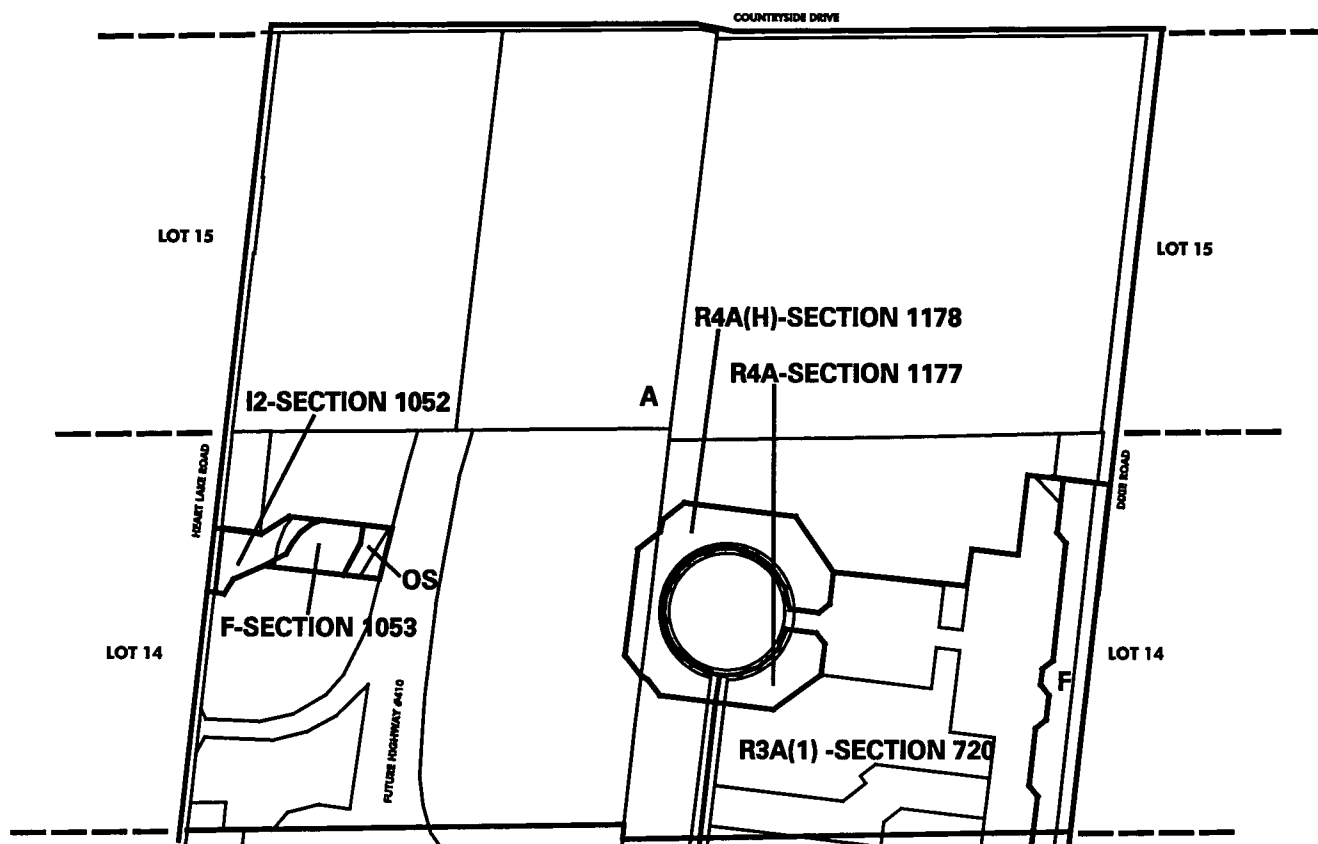 COUNTRYSIDE DRIVE
LOT 15
LOT 15
R4A(H)-SECTION 1178
R4A-SECTION 1177
A
I2-SECTION 1052
HEART LAKE ROAD
DIXIE ROAD
OS
F-SECTION 1053
LOT 14
LOT 14
F
FUTURE HIGHWAY #410
R3A(1) -SECTION 720